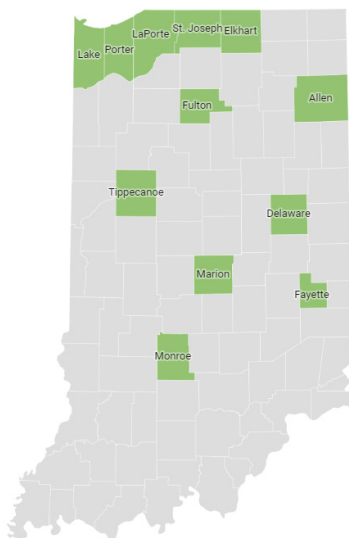 St. Joseph
LaPorte
Elkhart
Porter
Lake
Allen
Fulton
Tippecanoe
Delaware
Marion
Fayette
Monroe